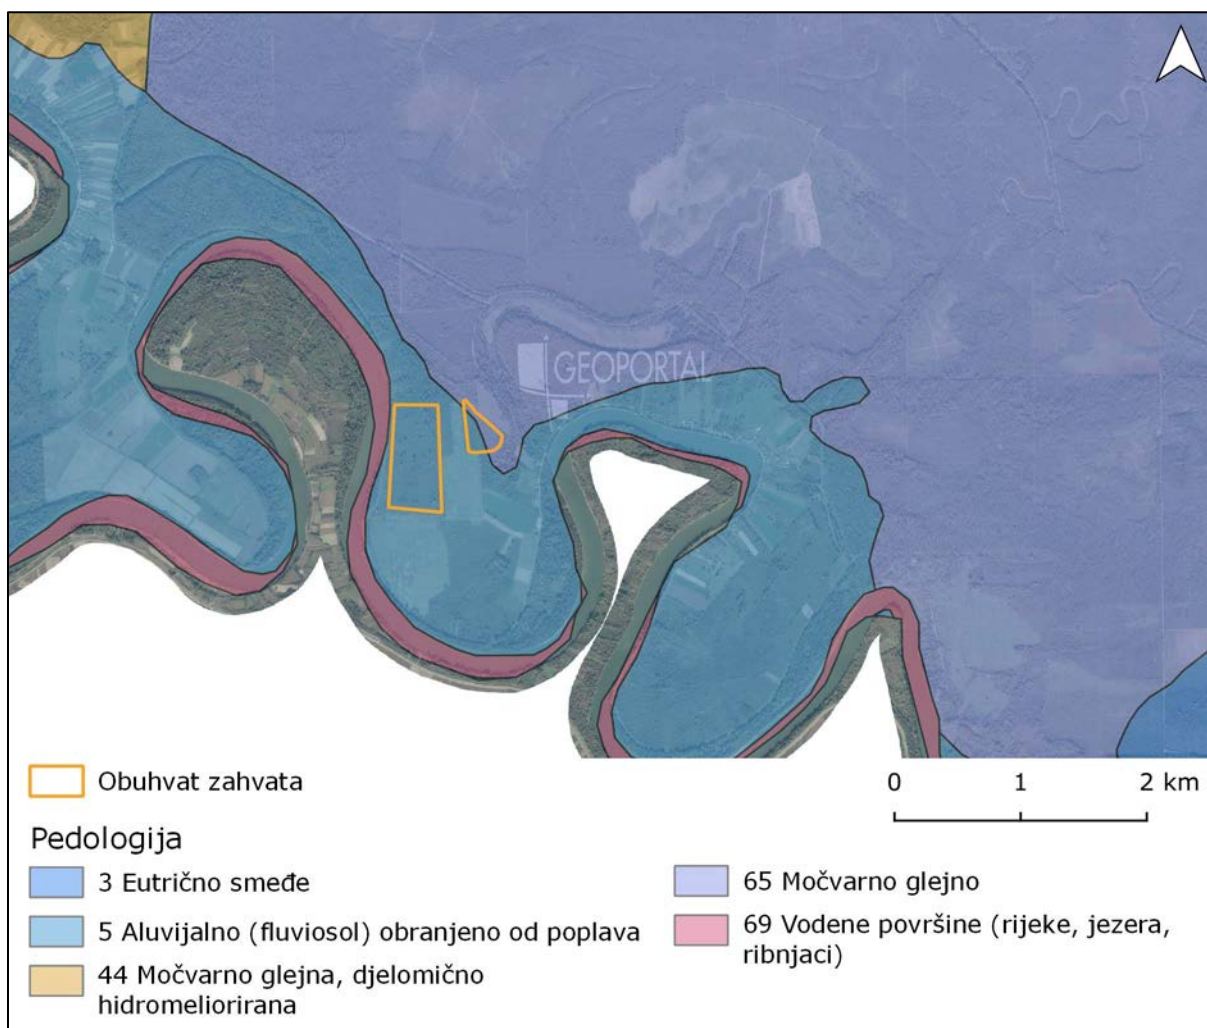 GEOPORTAL
Obuhvat zahvata
0 1 2 km
Pedologija
3 Eutrično smeđe
5 Aluvijalno (fluviosol) obranjeno od poplava
44 Močvarno glejna, djelomično
hidromeliorirana
65 Močvarno glejno
69 Vodene površine (rijeke, jezera,
ribnjaci)